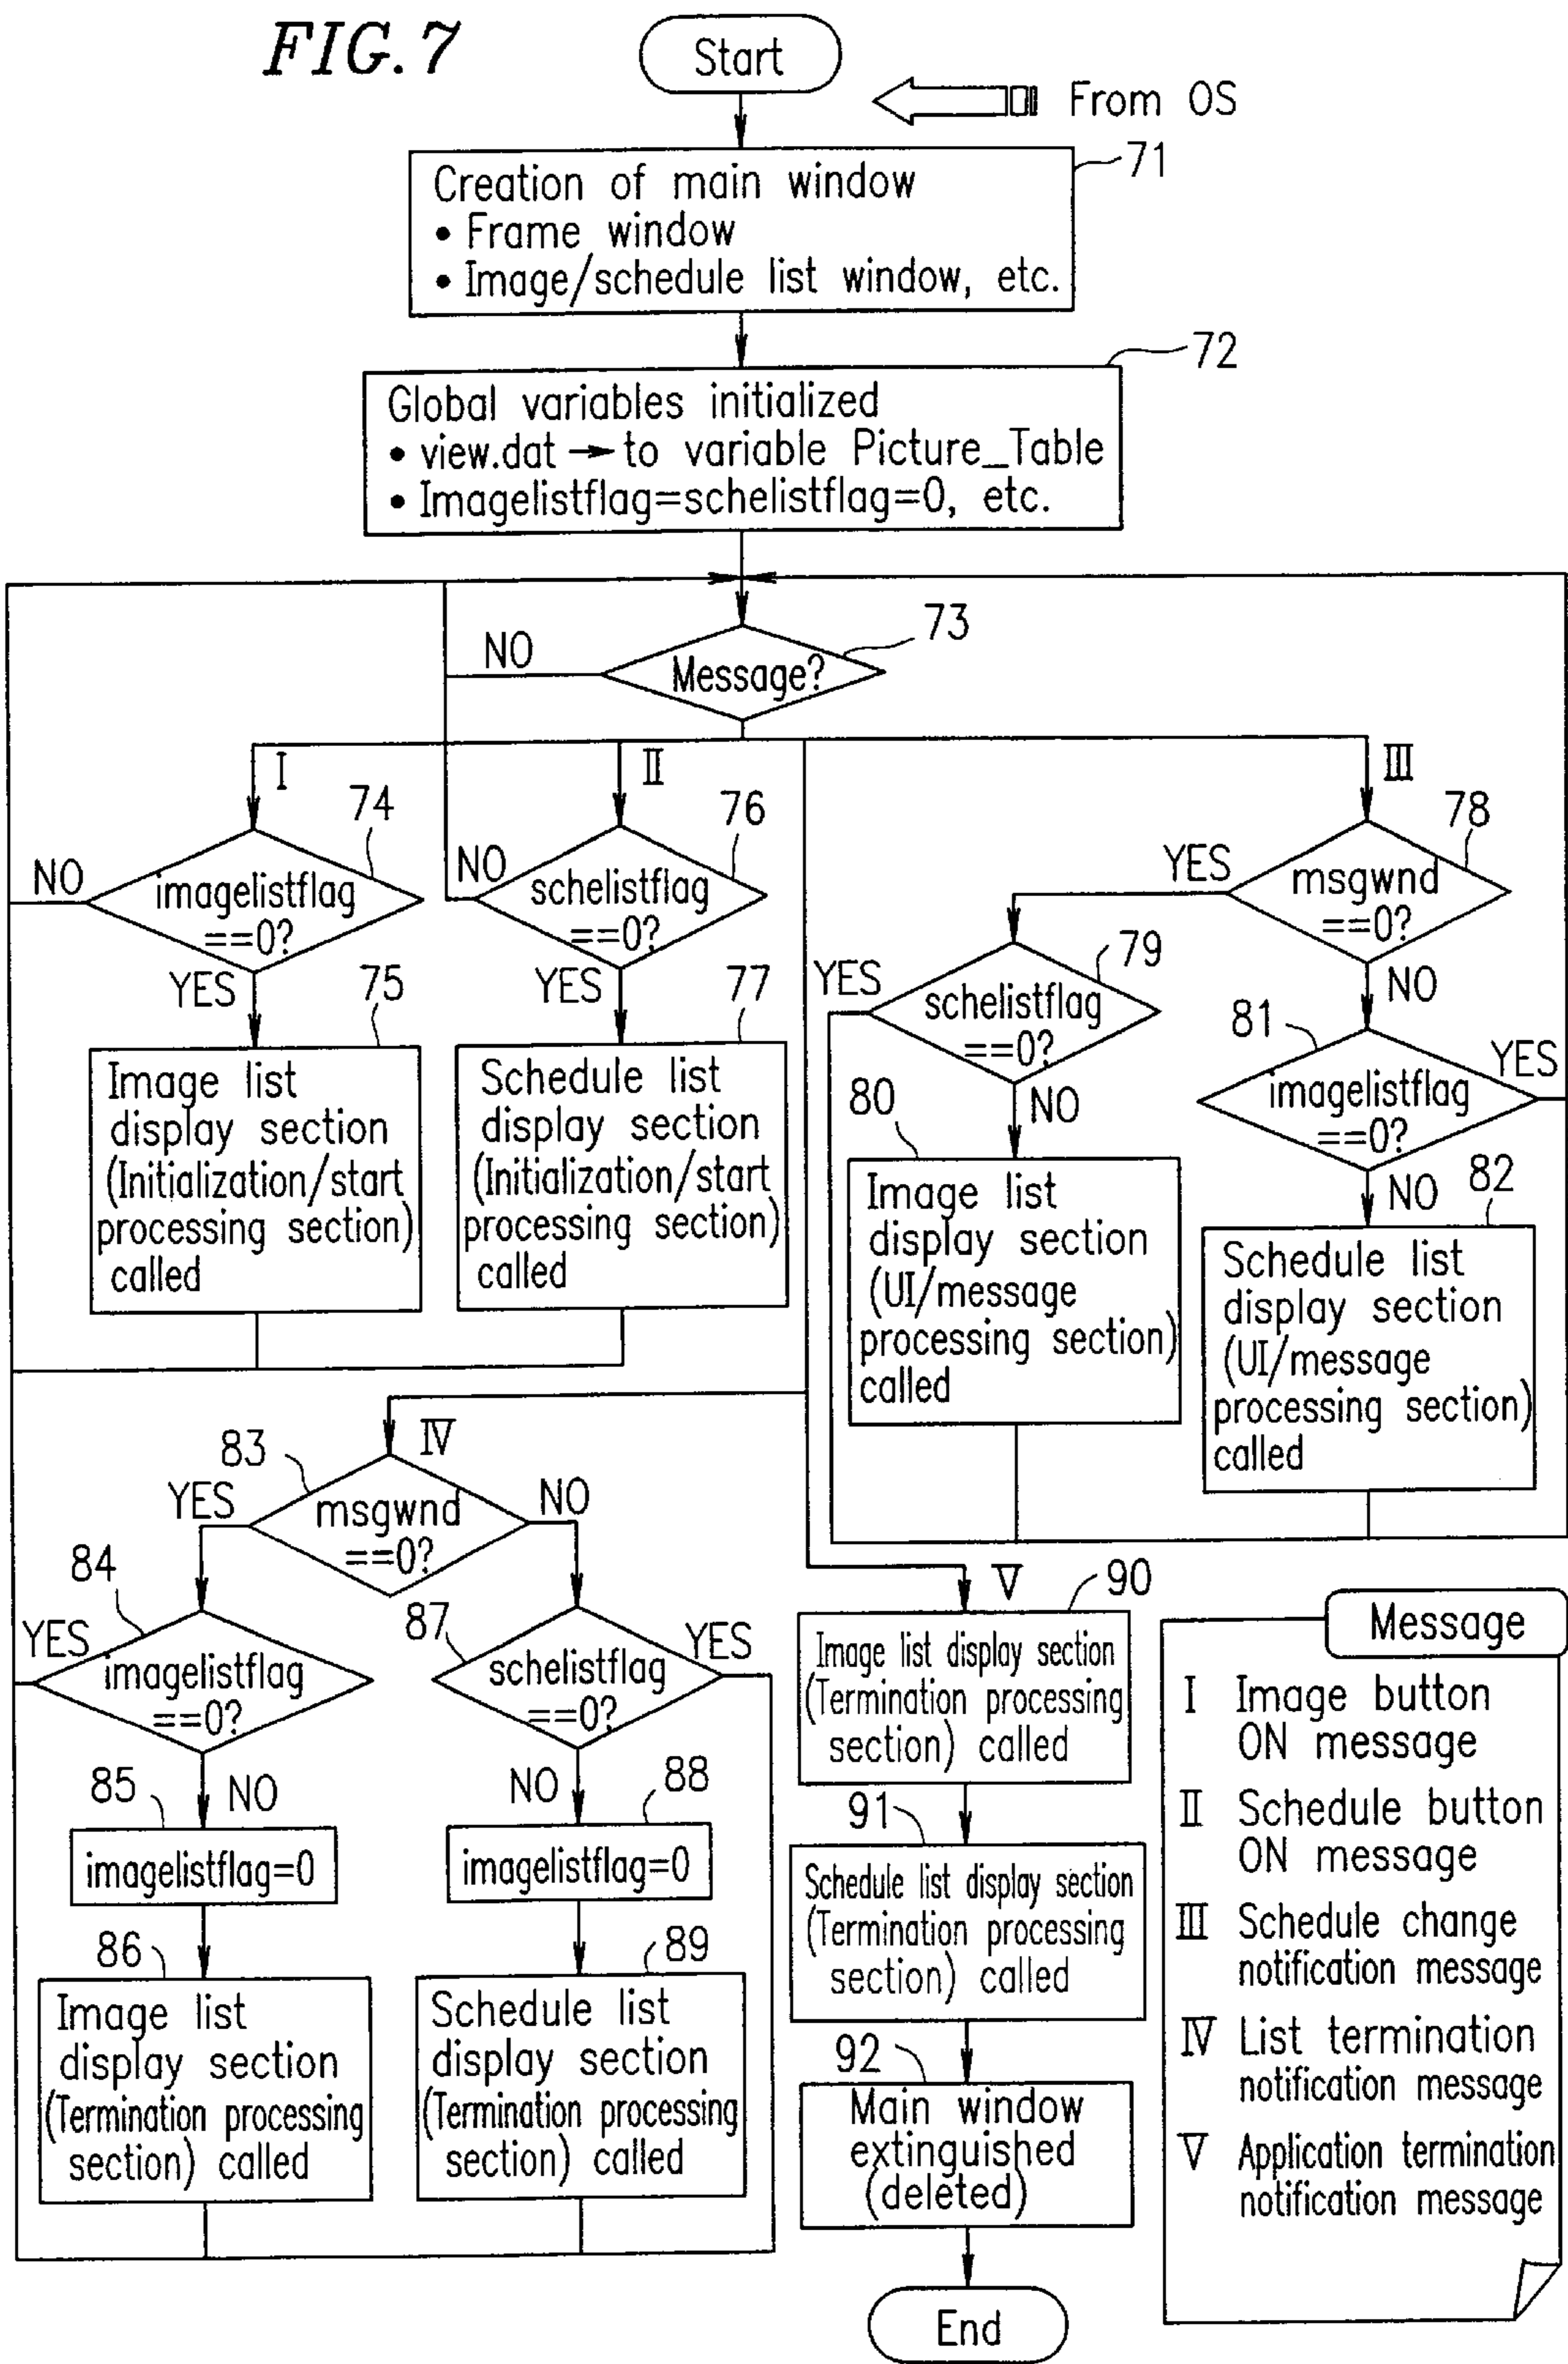 FIG. 7
Start
From OS
71
Creation of main window
• Frame window
• Image/schedule list window, etc.
72
Global variables initialized
• view.dat → to variable Picture_Table
• Imagelistflag=schelistflag=0, etc.
73
NO
Message?
I
II
III
74
NO
imagelistflag
==0?
YES
75
Image list
display section
(Initialization/start
processing section)
called
76
NO
schelistflag
==0?
YES
77
Schedule list
display section
(Initialization/start
processing section)
called
78
YES
msgwnd
==0?
NO
79
YES
schelistflag
==0?
NO
80
Image list
display section
(UI/message
processing section)
called
81
YES
imagelistflag
==0?
NO
82
Schedule list
display section
(UI/message
processing section)
called
IV
83
YES
msgwnd
==0?
NO
84
YES
imagelistflag
==0?
NO
85
imagelistflag=0
86
Image list
display section
(Termination processing
section) called
87
YES
schelistflag
==0?
NO
88
imagelistflag=0
89
Schedule list
display section
(Termination processing
section) called
V
90
Image list display section
(Termination processing
section) called
91
Schedule list display section
(Termination processing
section) called
92
Main window
extinguished
(deleted)
End
Message
I Image button
ON message
II Schedule button
ON message
III Schedule change
notification message
IV List termination
notification message
V Application termination
notification message